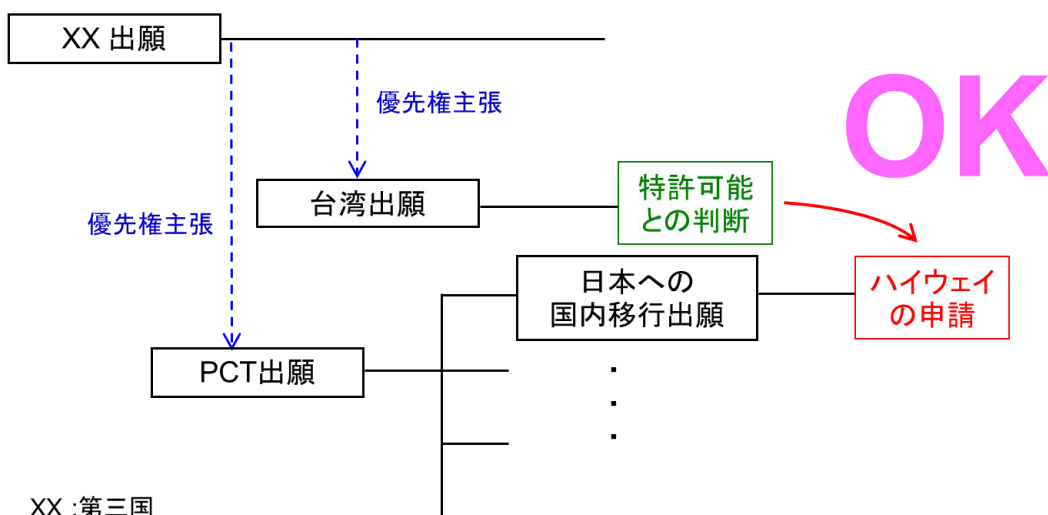 XX 出願
優先権主張
OK
台湾出願
特許可能
との判断
優先権主張
日本への
国内移行出願
ハイウェイ
の申請
PCT出願
XX :第三国